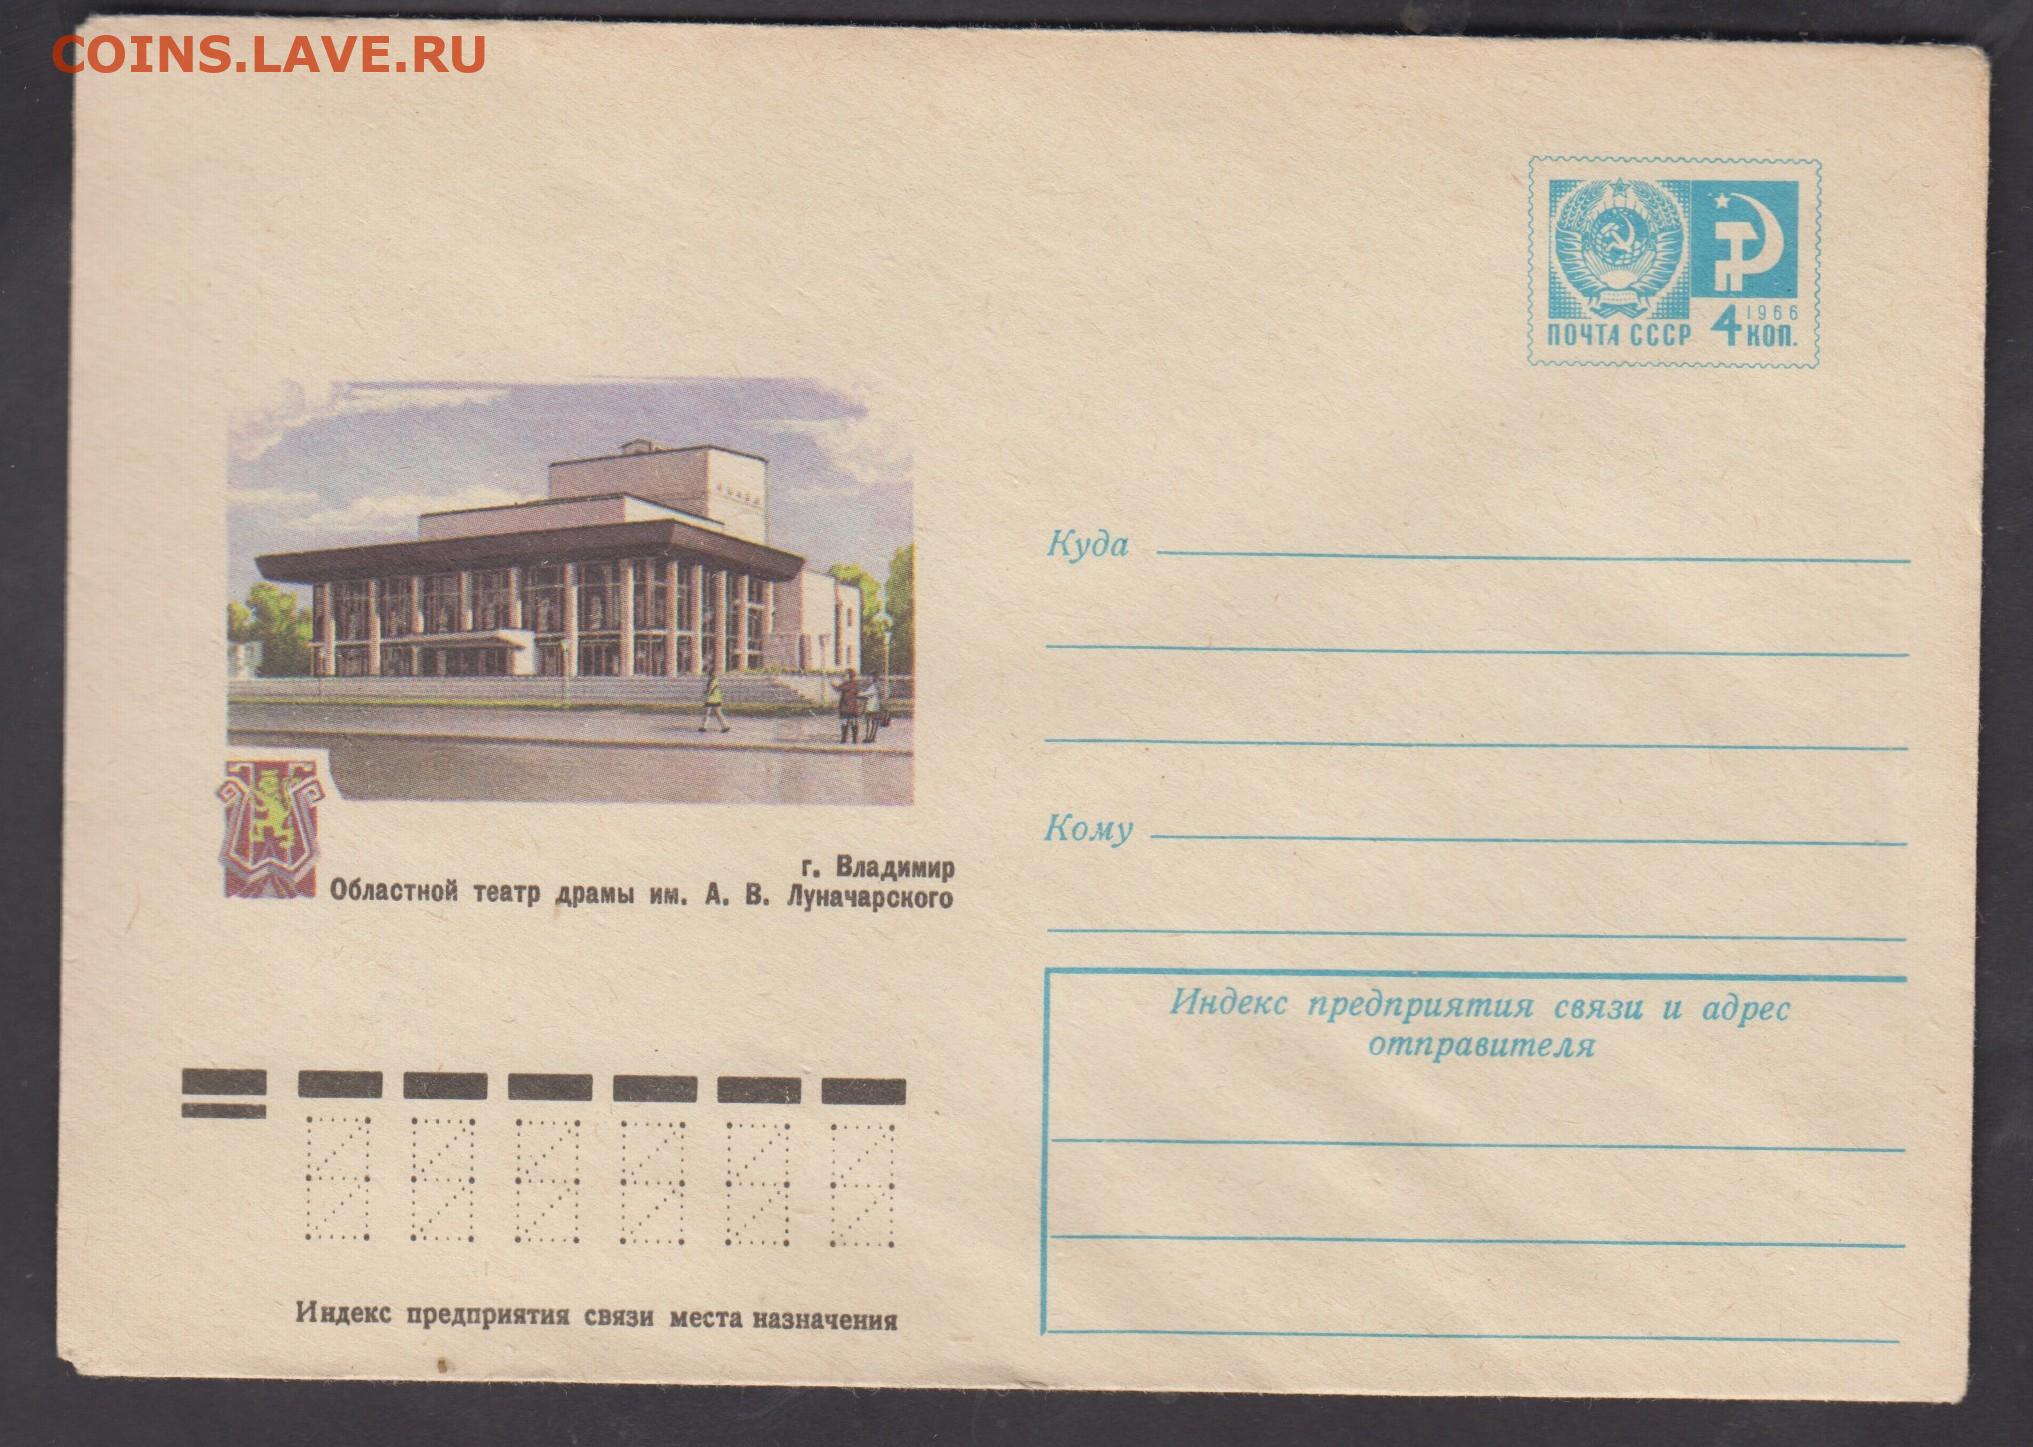 COINS.LAVE.RU
1966
ПОЧТА СССР 4 КОП.
г. Владимир
Областной театр драмы им. А. В. Луначарского
Куда
Кому
Индекс предприятия связи и адрес
отправителя
Индекс предприятия связи места назначения